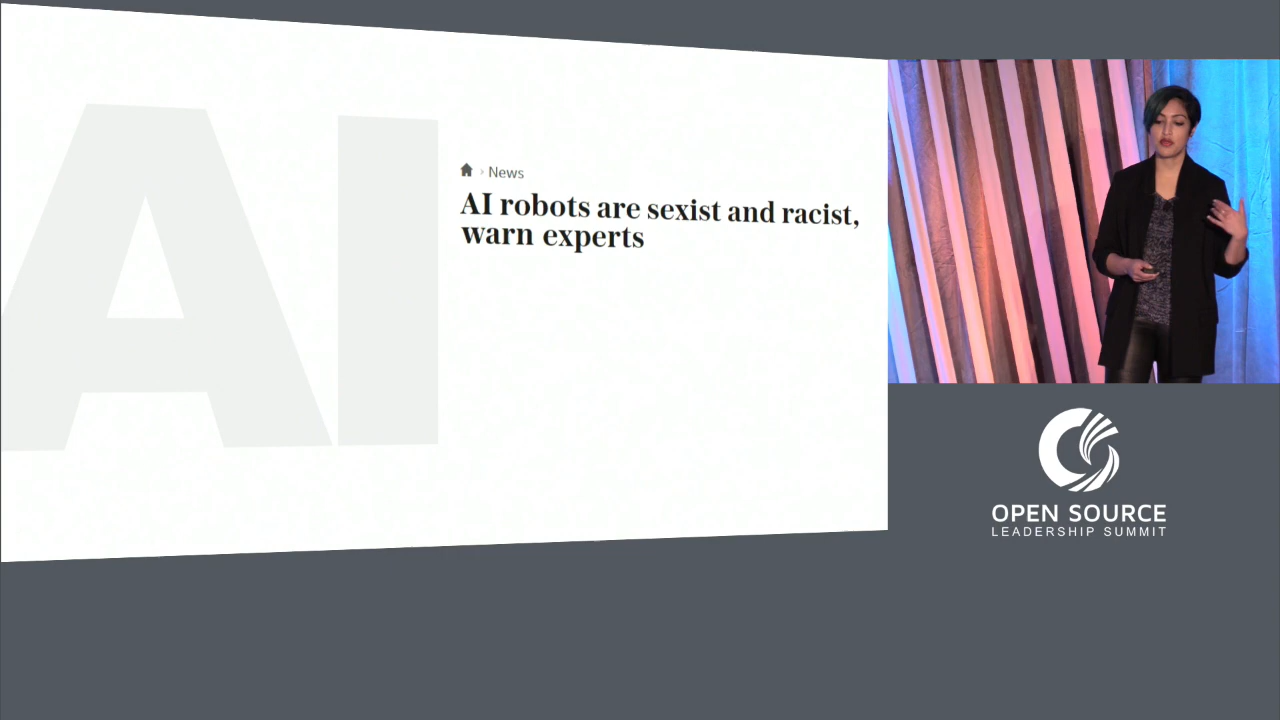 AI
News
AI robots are sexist and racist,
warn experts
OPEN SOURCE
LEADERSHIP SUMMIT